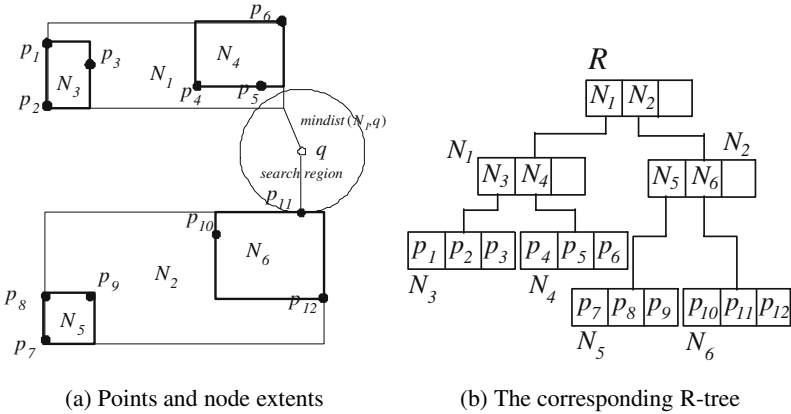 p6
p1
p3
N3
N1
N4
p2
p4
p5
mindist (N1,q)
q
search region
p11
p10
N6
N2
p8
p9
p12
N5
p7
(a) Points and node extents
R
N1 N2
N1
N2
N3 N4
N5 N6
p1 p2 p3
p4 p5 p6
N3
N4
p7 p8 p9
p10 p11 p12
N5
N6
(b) The corresponding R-tree